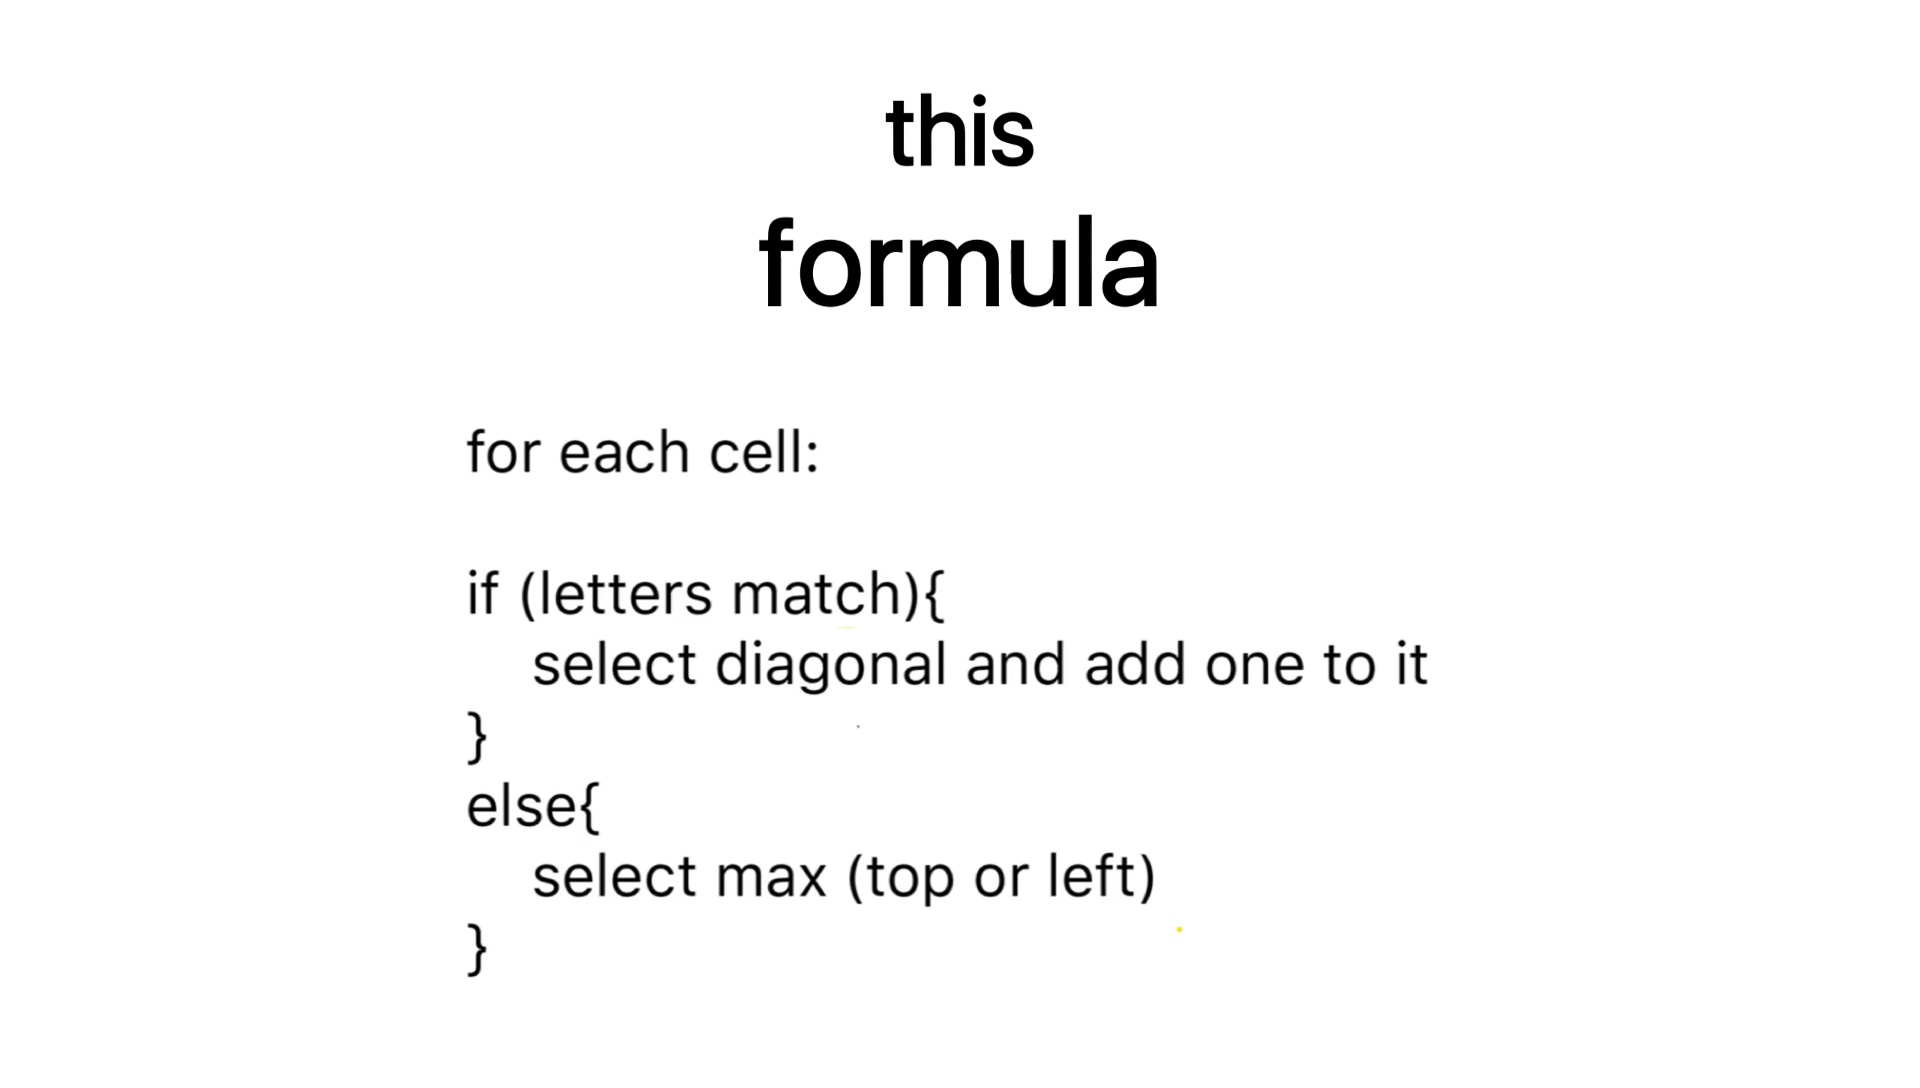 this
formula
for each cell:
if (letters match){
select diagonal and add one to it
}
else{
select max (top or left)
}